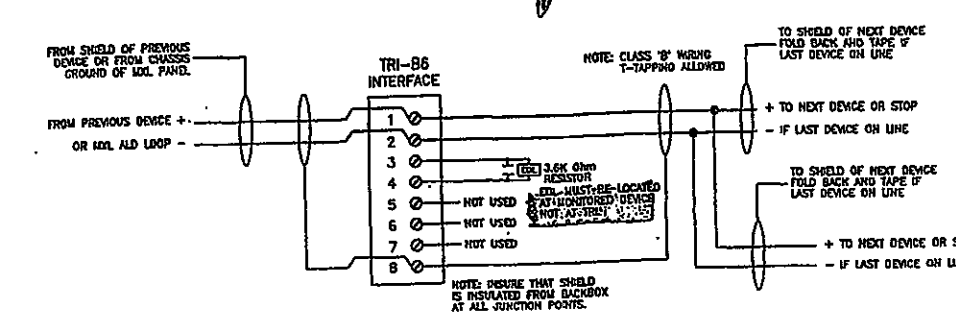 TO SHIELD OF NEXT DEVICE
FOLD BACK AND TAPE IF
LAST DEVICE ON LINE
FROM SHIELD OF PREVIOUS
DEVICE OR FROM CHASSIS
GROUND OF MXL PANEL.
NOTE: CLASS 'B' WIRING
T-TAPPING ALLOWED
TRI-B6
INTERFACE
FROM PREVIOUS DEVICE +
OR MXL ALD LOOP -
1
2
3
4
5
6
7
8
+ TO NEXT DEVICE OR STOP
- IF LAST DEVICE ON LINE
EOL
3.6K Ohm
RESISTOR
EOL MUST BE LOCATED
AT MONITORED DEVICE
NOT AT TRI
NOT USED
NOT USED
NOT USED
TO SHIELD OF NEXT DEVICE
FOLD BACK AND TAPE IF
LAST DEVICE ON LINE
+ TO NEXT DEVICE OR S
- IF LAST DEVICE ON LI
NOTE: INSURE THAT SHIELD
IS INSULATED FROM BACKBOX
AT ALL JUNCTION POINTS.